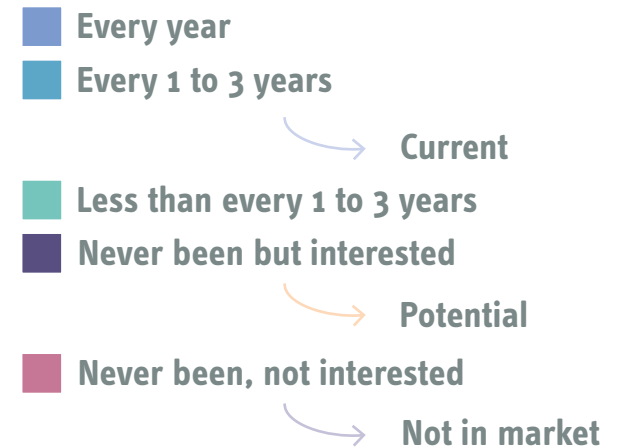 Every year
Every 1 to 3 years
Current
Less than every 1 to 3 years
Never been but interested
Potential
Never been, not interested
Not in market